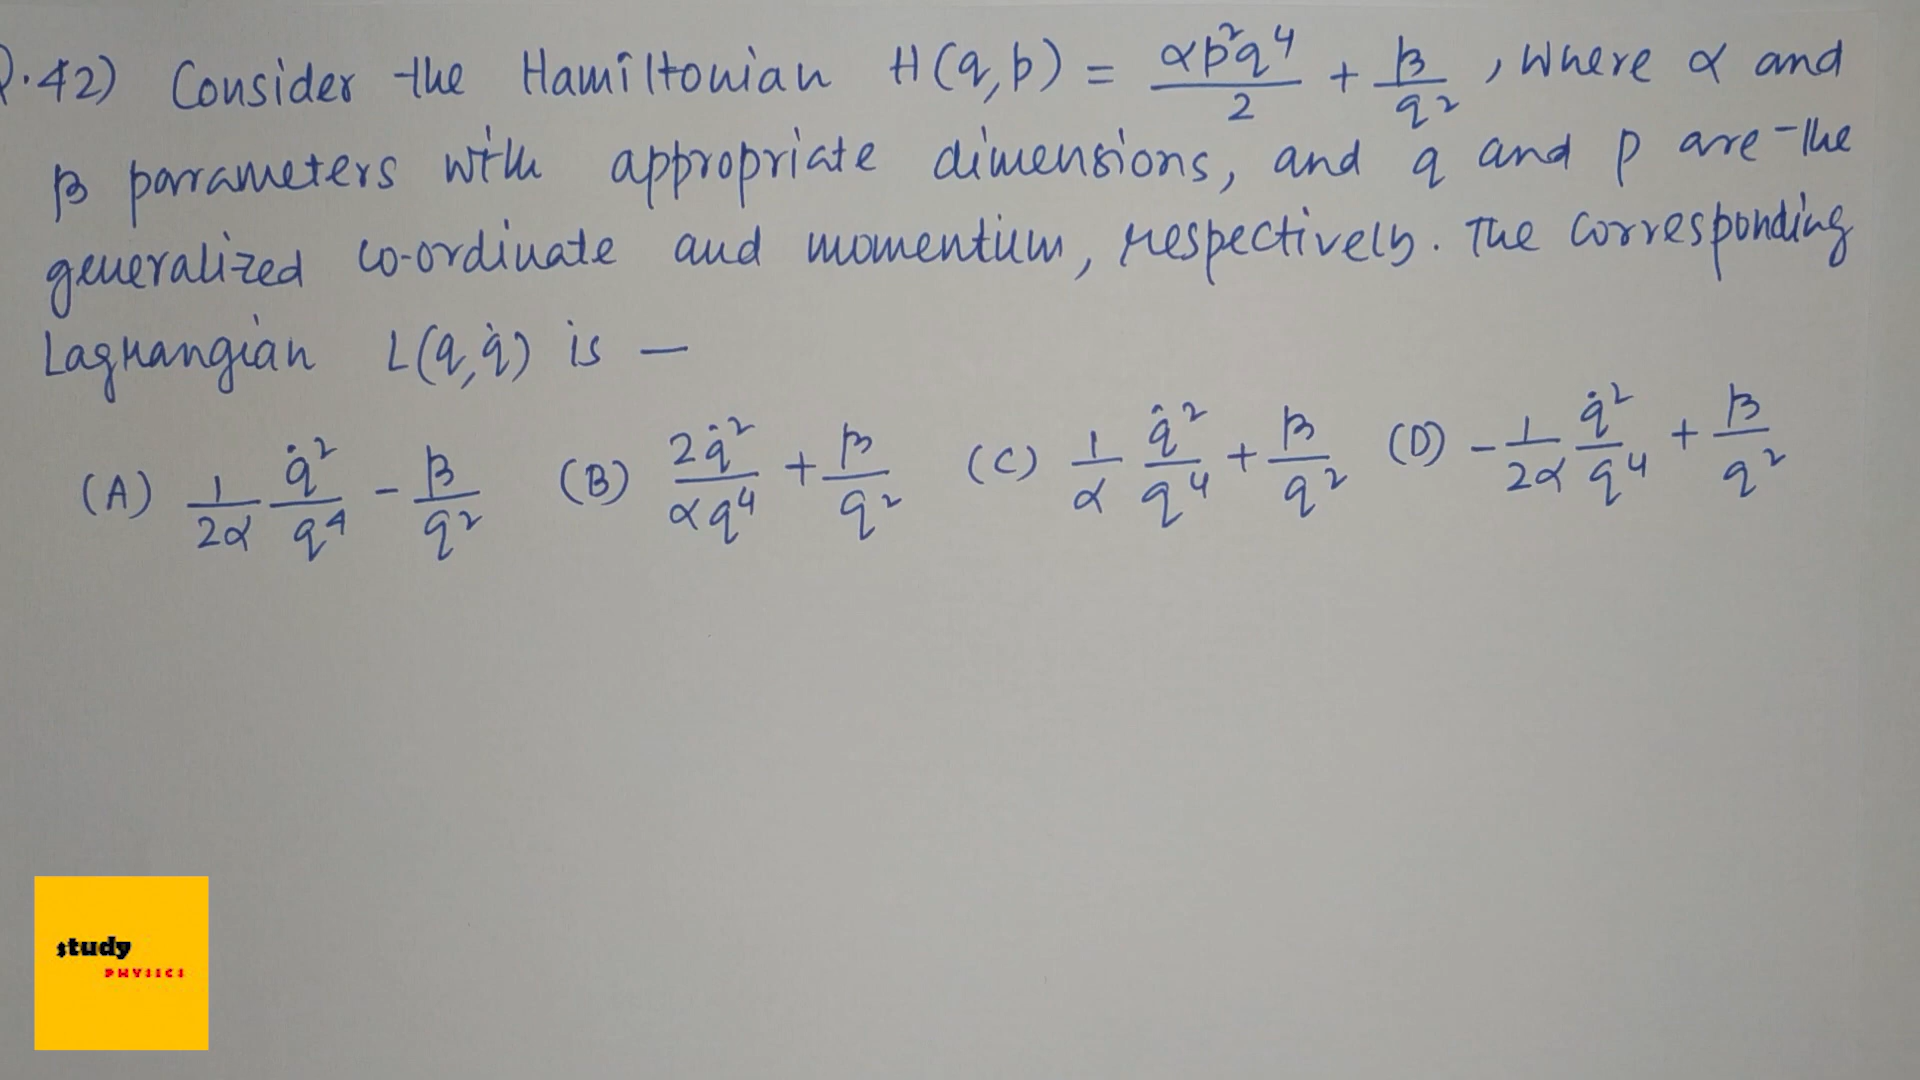 Q.42) Consider the Hamiltonian H(q,p) = αp²q⁴/2 + β/q², Where α and
β parrameters with appropriate dimensions, and q and p are the
generalized co-ordinate and momentum, respectively. The corresponding
Lagrangian L(q,q̇) is —
(A) 1/2α q̇²/q⁴ - β/q² (B) 2q̇²/αq⁴ + β/q² (C) 1/α q̇²/q⁴ + β/q² (D) -1/2α q̇²/q⁴ + β/q²
study
PHYSICS